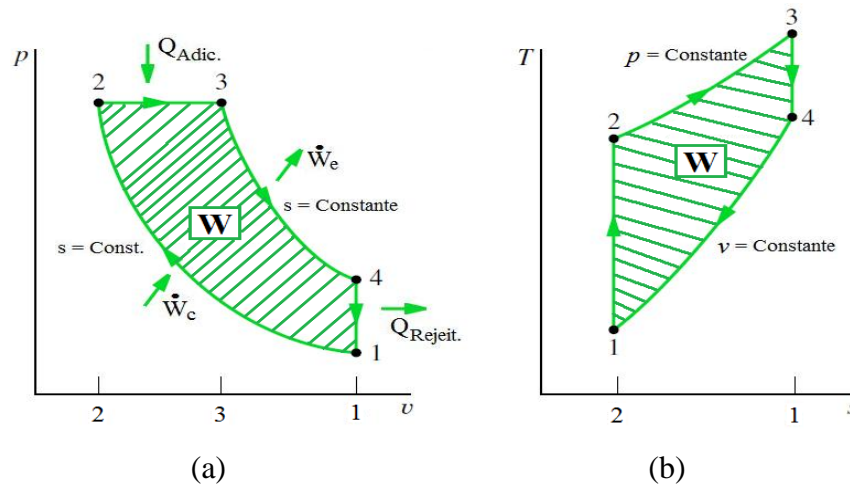 p
Q_Adic.
2
3
Ẇ_e
W
s = Constante
s = Const.
Ẇ_c
4
Q_Rejeit.
1
2
3
1
v
(a)
T
3
p = Constante
4
2
W
v = Constante
1
2
1
s
(b)